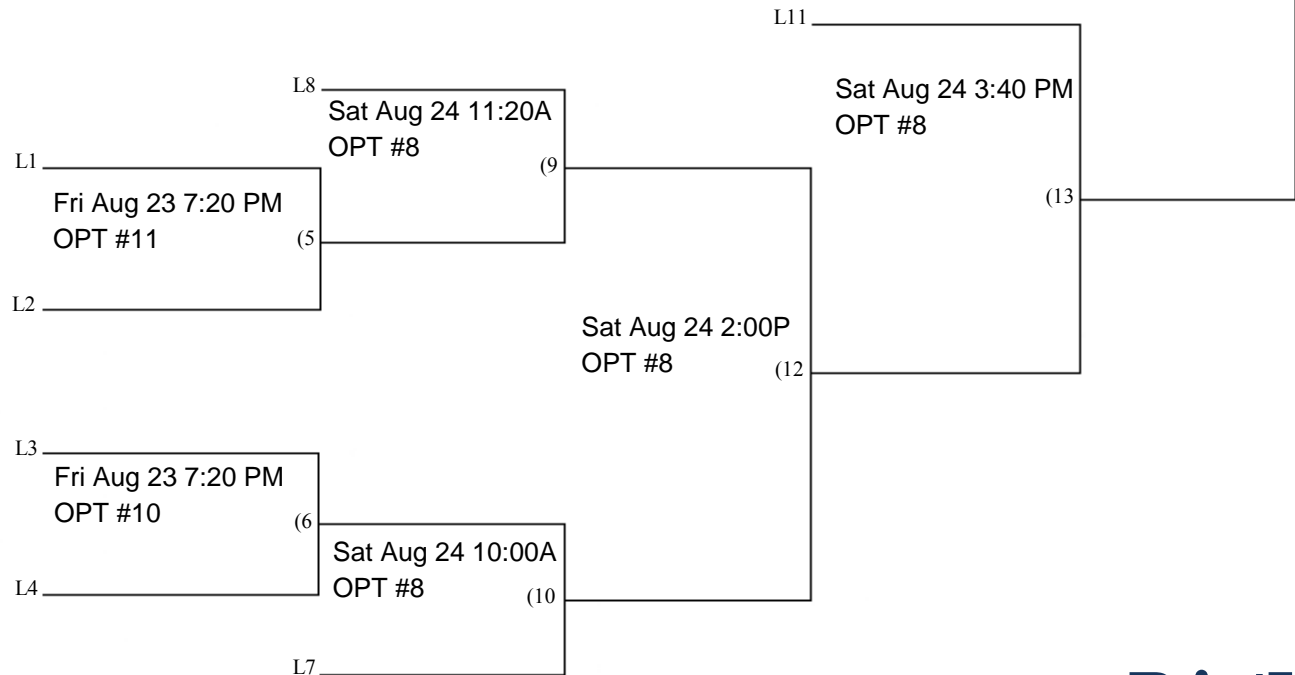 L11
L8
Sat Aug 24 3:40 PM
OPT #8
Sat Aug 24 11:20A
OPT #8
L1
(9
Fri Aug 23 7:20 PM
OPT #11
(13
(5
L2
Sat Aug 24 2:00P
OPT #8
(12
L3
Fri Aug 23 7:20 PM
OPT #10
(6
Sat Aug 24 10:00A
OPT #8
L4
(10
L7